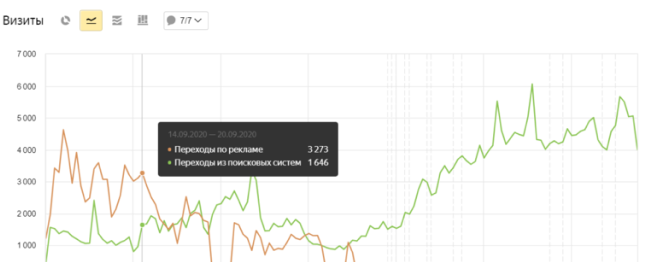 Визиты
7/7
7 000
6 000
5 000
4 000
3 000
2 000
1 000
14.09.2020 — 20.09.2020
Переходы по рекламе 3 273
Переходы из поисковых систем 1 646